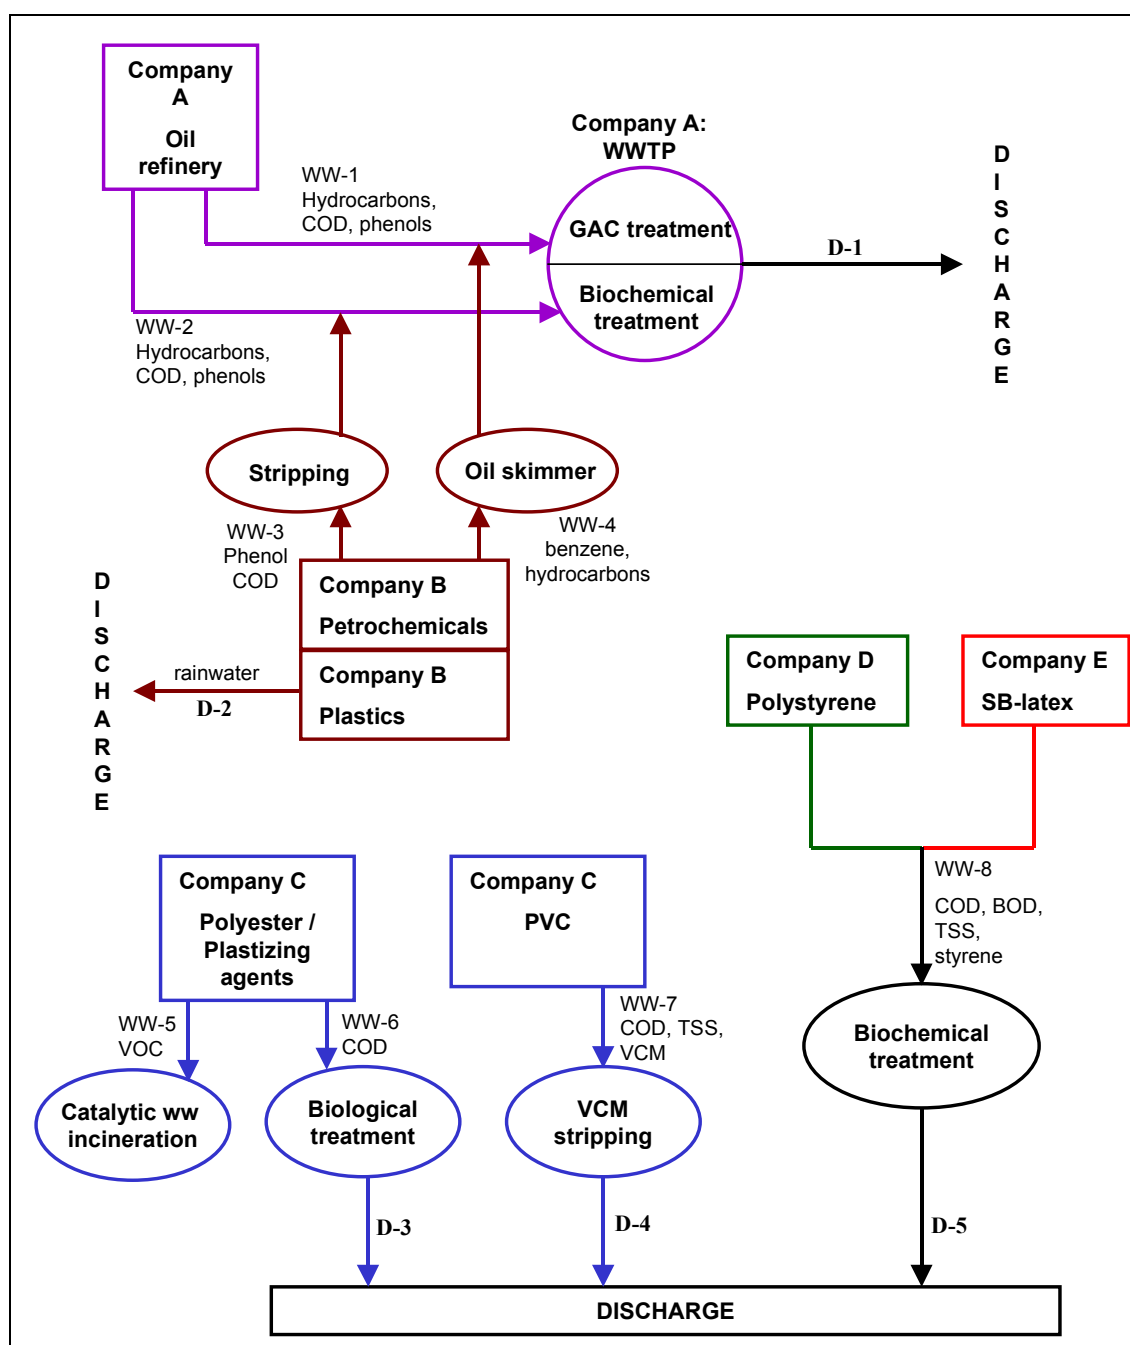 Company
A
Oil
refinery
Company A:
WWTP
WW-1
Hydrocarbons,
COD, phenols
GAC treatment
Biochemical
treatment
D-1
D
I
S
C
H
A
R
G
E
WW-2
Hydrocarbons,
COD, phenols
Stripping
Oil skimmer
WW-3
Phenol
COD
WW-4
benzene,
hydrocarbons
Company B
Petrochemicals
Company B
Plastics
rainwater
D-2
D
I
S
C
H
A
R
G
E
Company D
Polystyrene
Company E
SB-latex
WW-8
COD, BOD,
TSS,
styrene
Biochemical
treatment
Company C
Polyester /
Plastizing
agents
Company C
PVC
WW-5
VOC
WW-6
COD
WW-7
COD, TSS,
VCM
Catalytic ww
incineration
Biological
treatment
VCM
stripping
D-3
D-4
D-5
DISCHARGE